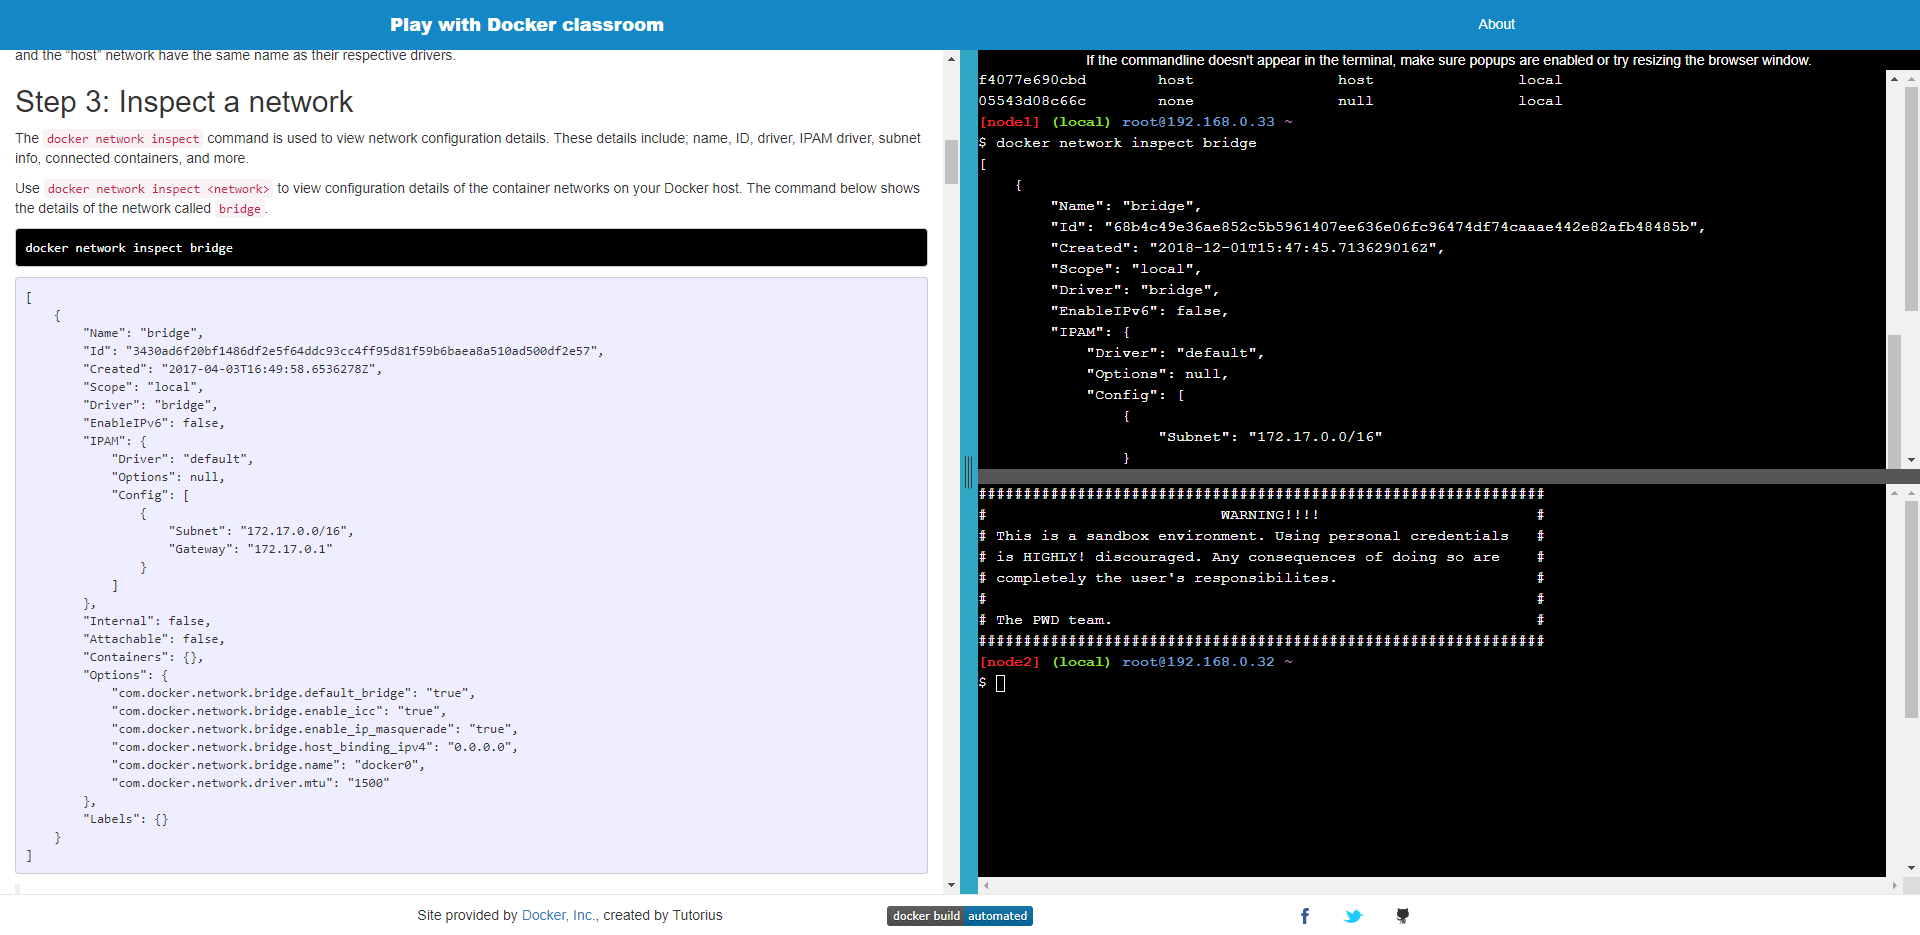 Play with Docker classroom
About
and the “host” network have the same name as their respective drivers.
Step 3: Inspect a network
The docker network inspect command is used to view network configuration details. These details include; name, ID, driver, IPAM driver, subnet
info, connected containers, and more.
Use docker network inspect <network> to view configuration details of the container networks on your Docker host. The command below shows
the details of the network called bridge .
docker network inspect bridge
[
    {
        "Name": "bridge",
        "Id": "3430ad6f20bf1486df2e5f64ddc93cc4ff95d81f59b6baea8a510ad500df2e57",
        "Created": "2017-04-03T16:49:58.6536278Z",
        "Scope": "local",
        "Driver": "bridge",
        "EnableIPv6": false,
        "IPAM": {
            "Driver": "default",
            "Options": null,
            "Config": [
                {
                    "Subnet": "172.17.0.0/16",
                    "Gateway": "172.17.0.1"
                }
            ]
        },
        "Internal": false,
        "Attachable": false,
        "Containers": {},
        "Options": {
            "com.docker.network.bridge.default_bridge": "true",
            "com.docker.network.bridge.enable_icc": "true",
            "com.docker.network.bridge.enable_ip_masquerade": "true",
            "com.docker.network.bridge.host_binding_ipv4": "0.0.0.0",
            "com.docker.network.bridge.name": "docker0",
            "com.docker.network.driver.mtu": "1500"
        },
        "Labels": {}
    }
]
If the commandline doesn't appear in the terminal, make sure popups are enabled or try resizing the browser window.
f4077e690cbd        host                host                local
05543d08c66c        none                null                local
[node1] (local) root@192.168.0.33 ~
$ docker network inspect bridge
[
    {
        "Name": "bridge",
        "Id": "68b4c49e36ae852c5b5961407ee636e06fc96474df74caaae442e82afb48485b",
        "Created": "2018-12-01T15:47:45.713629016Z",
        "Scope": "local",
        "Driver": "bridge",
        "EnableIPv6": false,
        "IPAM": {
            "Driver": "default",
            "Options": null,
            "Config": [
                {
                    "Subnet": "172.17.0.0/16"
                }
###############################################################
#                          WARNING!!!!                        #
# This is a sandbox environment. Using personal credentials   #
# is HIGHLY! discouraged. Any consequences of doing so are    #
# completely the user's responsibilites.                      #
#                                                             #
# The PWD team.                                               #
###############################################################
[node2] (local) root@192.168.0.32 ~
$
Site provided by Docker, Inc., created by Tutorius
docker build automated